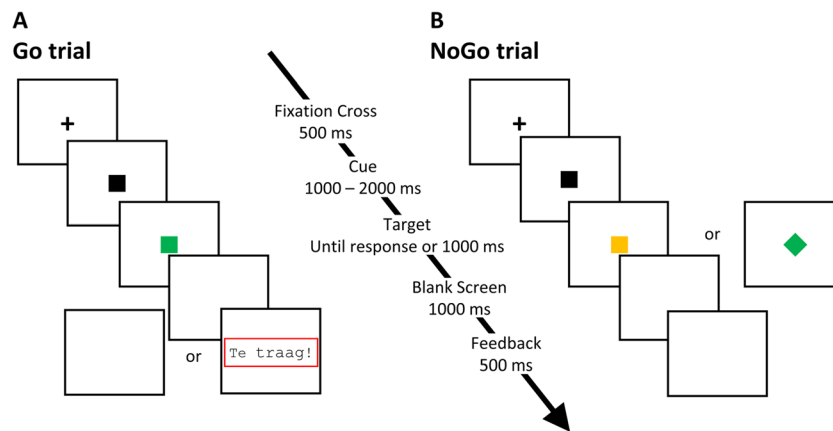 A
Go trial
Fixation Cross
500 ms
Cue
1000 – 2000 ms
Target
Until response or 1000 ms
Blank Screen
1000 ms
Feedback
500 ms
or
Te traag!
B
NoGo trial
or